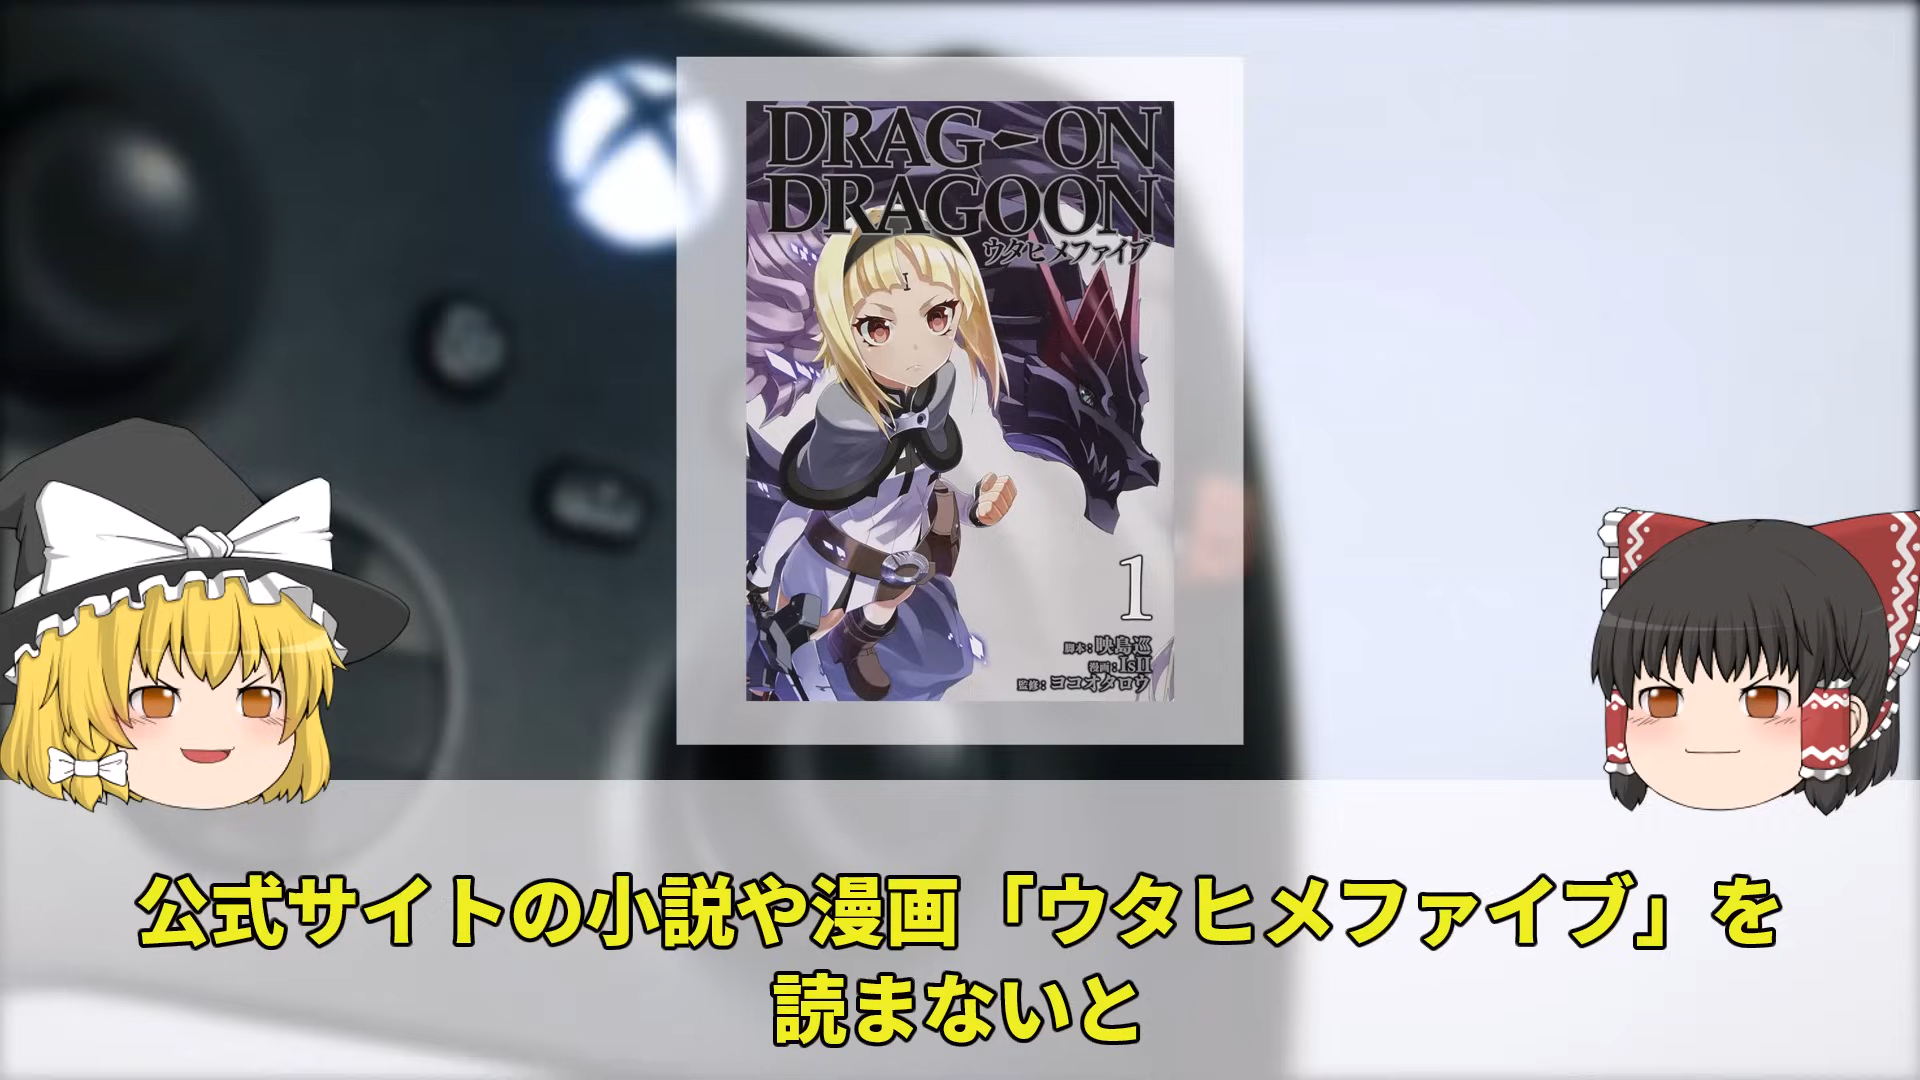 DRAG-ON
DRAGOON
ウタヒメファイブ
I
1
脚本:映島巡
漫画:IsII
監修:ヨコオタロウ
公式サイトの小説や漫画「ウタヒメファイブ」を
読まないと